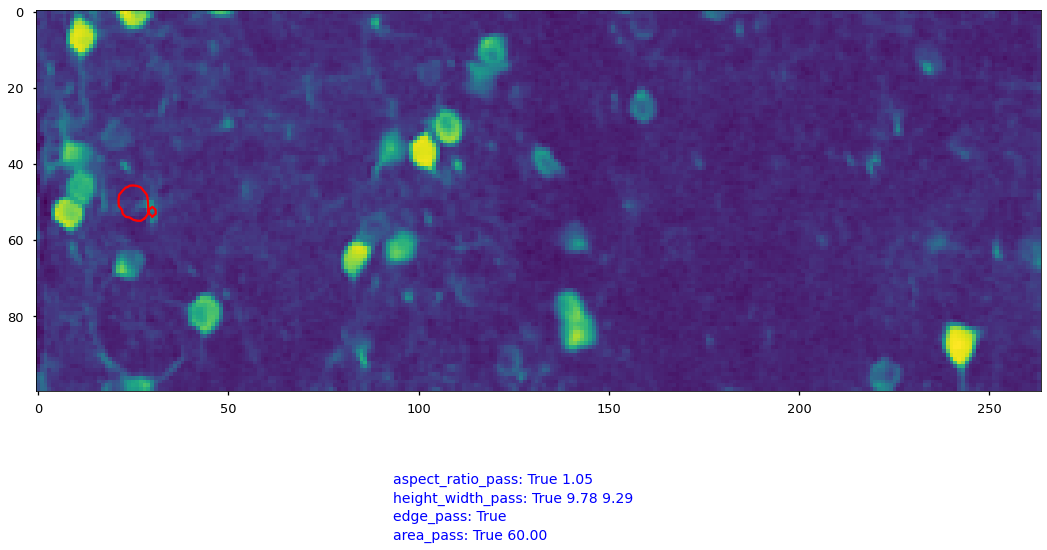 0
20
40
60
80
0 50 100 150 200 250
aspect_ratio_pass: True 1.05
height_width_pass: True 9.78 9.29
edge_pass: True
area_pass: True 60.00